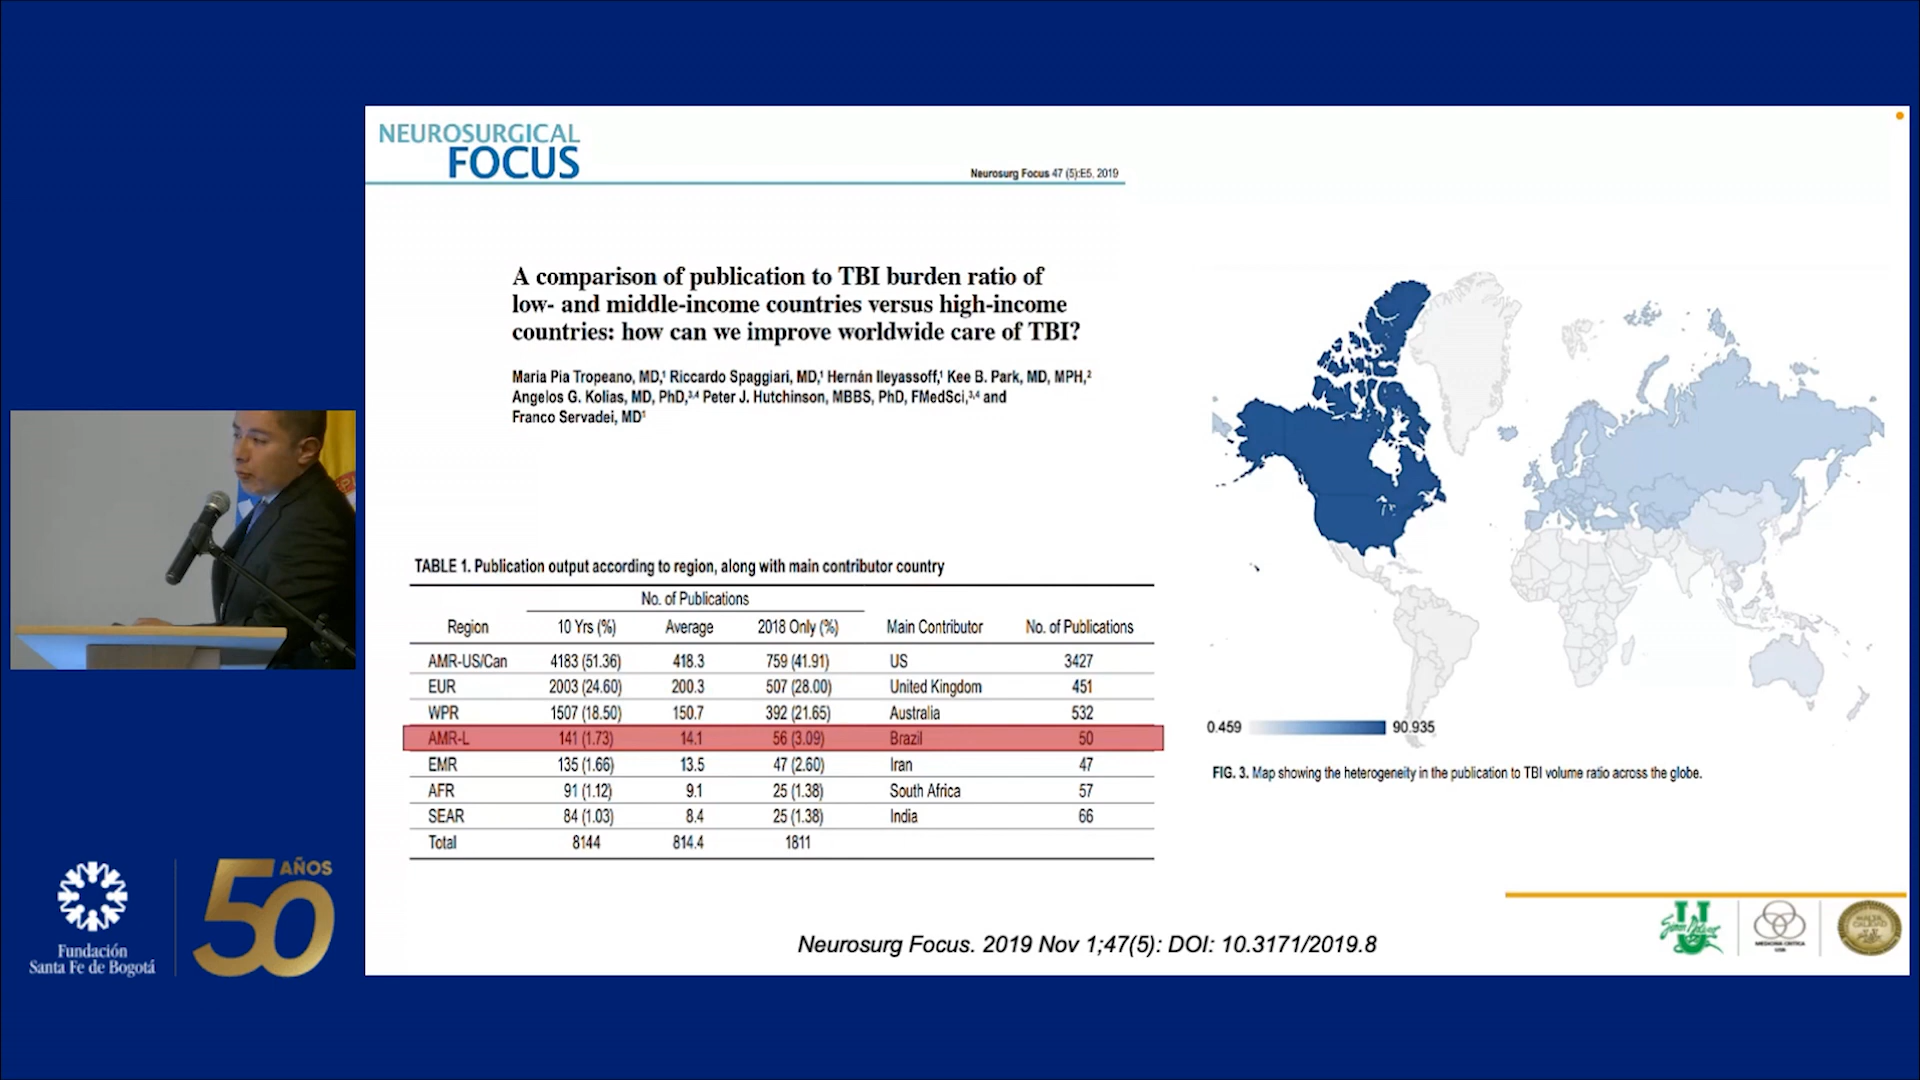 NEUROSURGICAL
FOCUS
Neurosurg Focus 47 (5):E5, 2019
A comparison of publication to TBI burden ratio of
low- and middle-income countries versus high-income
countries: how can we improve worldwide care of TBI?
Maria Pia Tropeano, MD,¹ Riccardo Spaggiari, MD,¹ Hernán Ileyassoff,¹ Kee B. Park, MD, MPH,²
Angelos G. Kolias, MD, PhD,³,⁴ Peter J. Hutchinson, MBBS, PhD, FMedSci,³,⁴ and
Franco Servadei, MD¹
TABLE 1. Publication output according to region, along with main contributor country
No. of Publications
Region 10 Yrs (%) Average 2018 Only (%) Main Contributor No. of Publications
AMR-US/Can 4183 (51.36) 418.3 759 (41.91) US 3427
EUR 2003 (24.60) 200.3 507 (28.00) United Kingdom 451
WPR 1507 (18.50) 150.7 392 (21.65) Australia 532
AMR-L 141 (1.73) 14.1 56 (3.09) Brazil 50
EMR 135 (1.66) 13.5 47 (2.60) Iran 47
AFR 91 (1.12) 9.1 25 (1.38) South Africa 57
SEAR 84 (1.03) 8.4 25 (1.38) India 66
Total 8144 814.4 1811
0.459 90.935
FIG. 3. Map showing the heterogeneity in the publication to TBI volume ratio across the globe.
Neurosurg Focus. 2019 Nov 1;47(5): DOI: 10.3171/2019.8
Fundación
Santa Fe de Bogotá
50 AÑOS
MEDICINA CRITICA